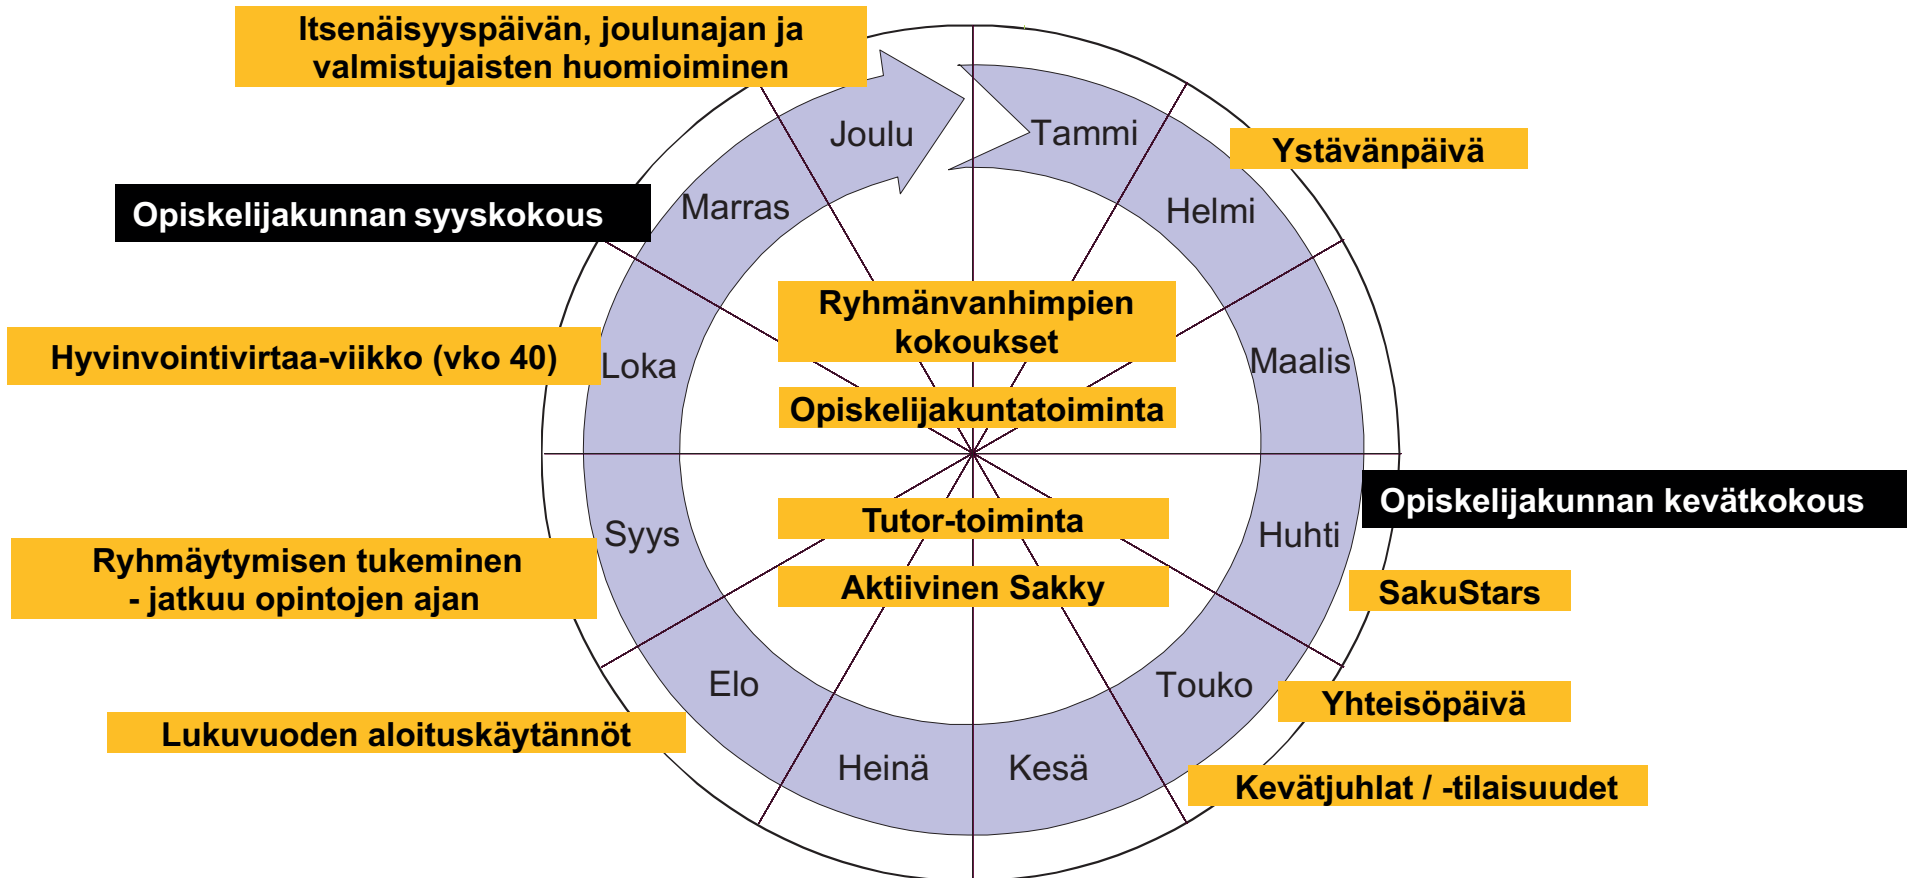 Itsenäisyyspäivän, joulunajan ja
valmistujaisten huomioiminen
Joulu
Tammi
Ystävänpäivä
Opiskelijakunnan syyskokous
Marras
Helmi
Ryhmänvanhimpien
kokoukset
Hyvinvointivirtaa-viikko (vko 40)
Loka
Maalis
Opiskelijakuntatoiminta
Opiskelijakunnan kevätkokous
Tutor-toiminta
Syys
Huhti
Ryhmäytymisen tukeminen
- jatkuu opintojen ajan
Aktiivinen Sakky
SakuStars
Elo
Touko
Yhteisöpäivä
Lukuvuoden aloituskäytännöt
Heinä
Kesä
Kevätjuhlat / -tilaisuudet